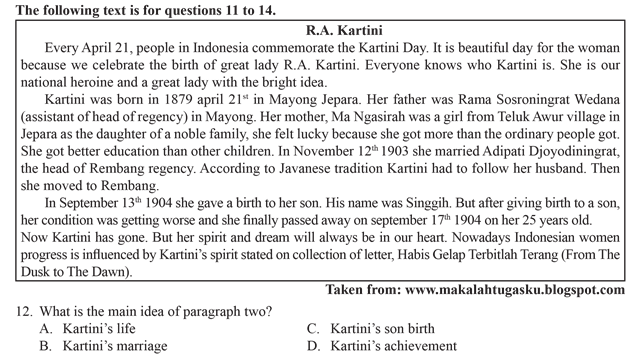 The following text is for questions 11 to 14.
R.A. Kartini
Every April 21, people in Indonesia commemorate the Kartini Day. It is beautiful day for the woman
because we celebrate the birth of great lady R.A. Kartini. Everyone knows who Kartini is. She is our
national heroine and a great lady with the bright idea.
Kartini was born in 1879 april 21st in Mayong Jepara. Her father was Rama Sosroningrat Wedana
(assistant of head of regency) in Mayong. Her mother, Ma Ngasirah was a girl from Teluk Awur village in
Jepara as the daughter of a noble family, she felt lucky because she got more than the ordinary people got.
She got better education than other children. In November 12th 1903 she married Adipati Djoyodiningrat,
the head of Rembang regency. According to Javanese tradition Kartini had to follow her husband. Then
she moved to Rembang.
In September 13th 1904 she gave a birth to her son. His name was Singgih. But after giving birth to a son,
her condition was getting worse and she finally passed away on september 17th 1904 on her 25 years old.
Now Kartini has gone. But her spirit and dream will always be in our heart. Nowadays Indonesian women
progress is influenced by Kartini's spirit stated on collection of letter, Habis Gelap Terbitlah Terang (From The
Dusk to The Dawn).
Taken from: www.makalahtugasku.blogspot.com
12. What is the main idea of paragraph two?
A. Kartini's life
B. Kartini's marriage
C. Kartini's son birth
D. Kartini's achievement